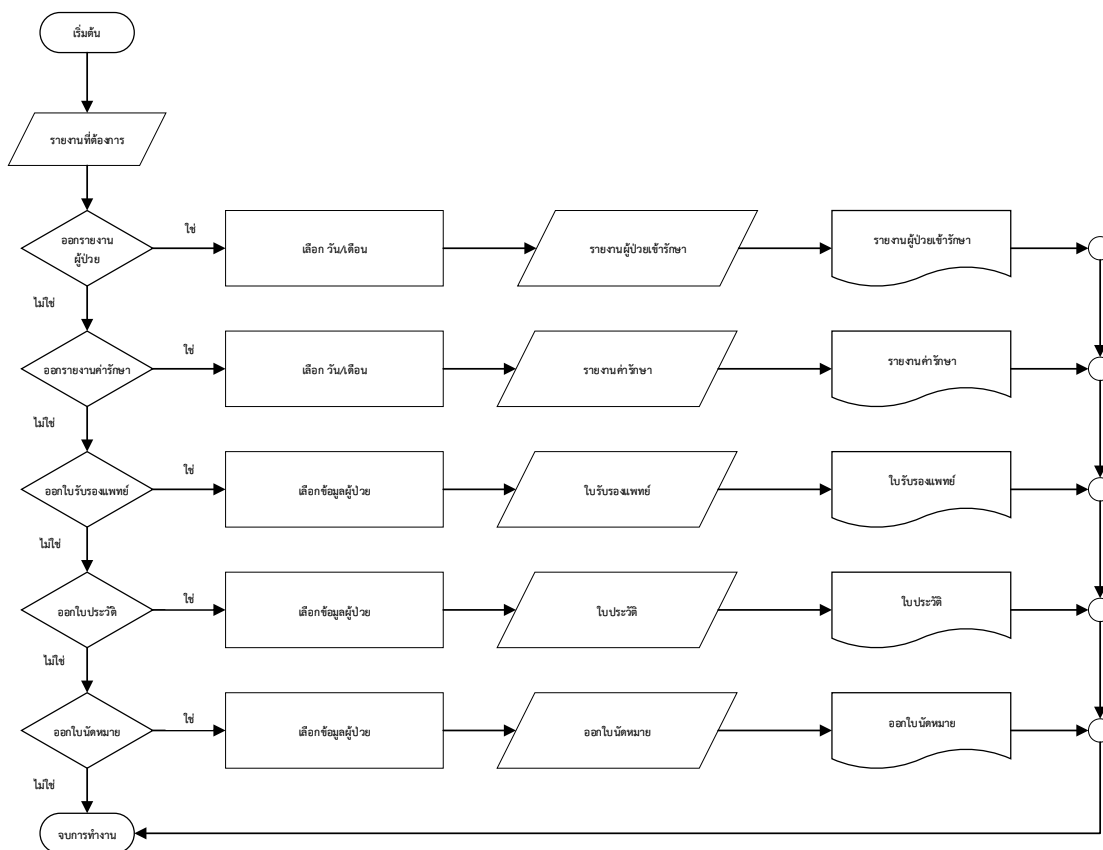 เริ่มต้น
รายงานที่ต้องการ
ออกรายงาน
ผู้ป่วย
ใช่
เลือก วัน/เดือน
รายงานผู้ป่วยเข้ารักษา
รายงานผู้ป่วยเข้ารักษา
ไม่ใช่
ออกรายงานค่ารักษา
ใช่
เลือก วัน/เดือน
รายงานค่ารักษา
รายงานค่ารักษา
ไม่ใช่
ออกใบรับรองแพทย์
ใช่
เลือกข้อมูลผู้ป่วย
ใบรับรองแพทย์
ใบรับรองแพทย์
ไม่ใช่
ออกใบประวัติ
ใช่
เลือกข้อมูลผู้ป่วย
ใบประวัติ
ใบประวัติ
ไม่ใช่
ออกใบนัดหมาย
ใช่
เลือกข้อมูลผู้ป่วย
ออกใบนัดหมาย
ออกใบนัดหมาย
ไม่ใช่
จบการทำงาน